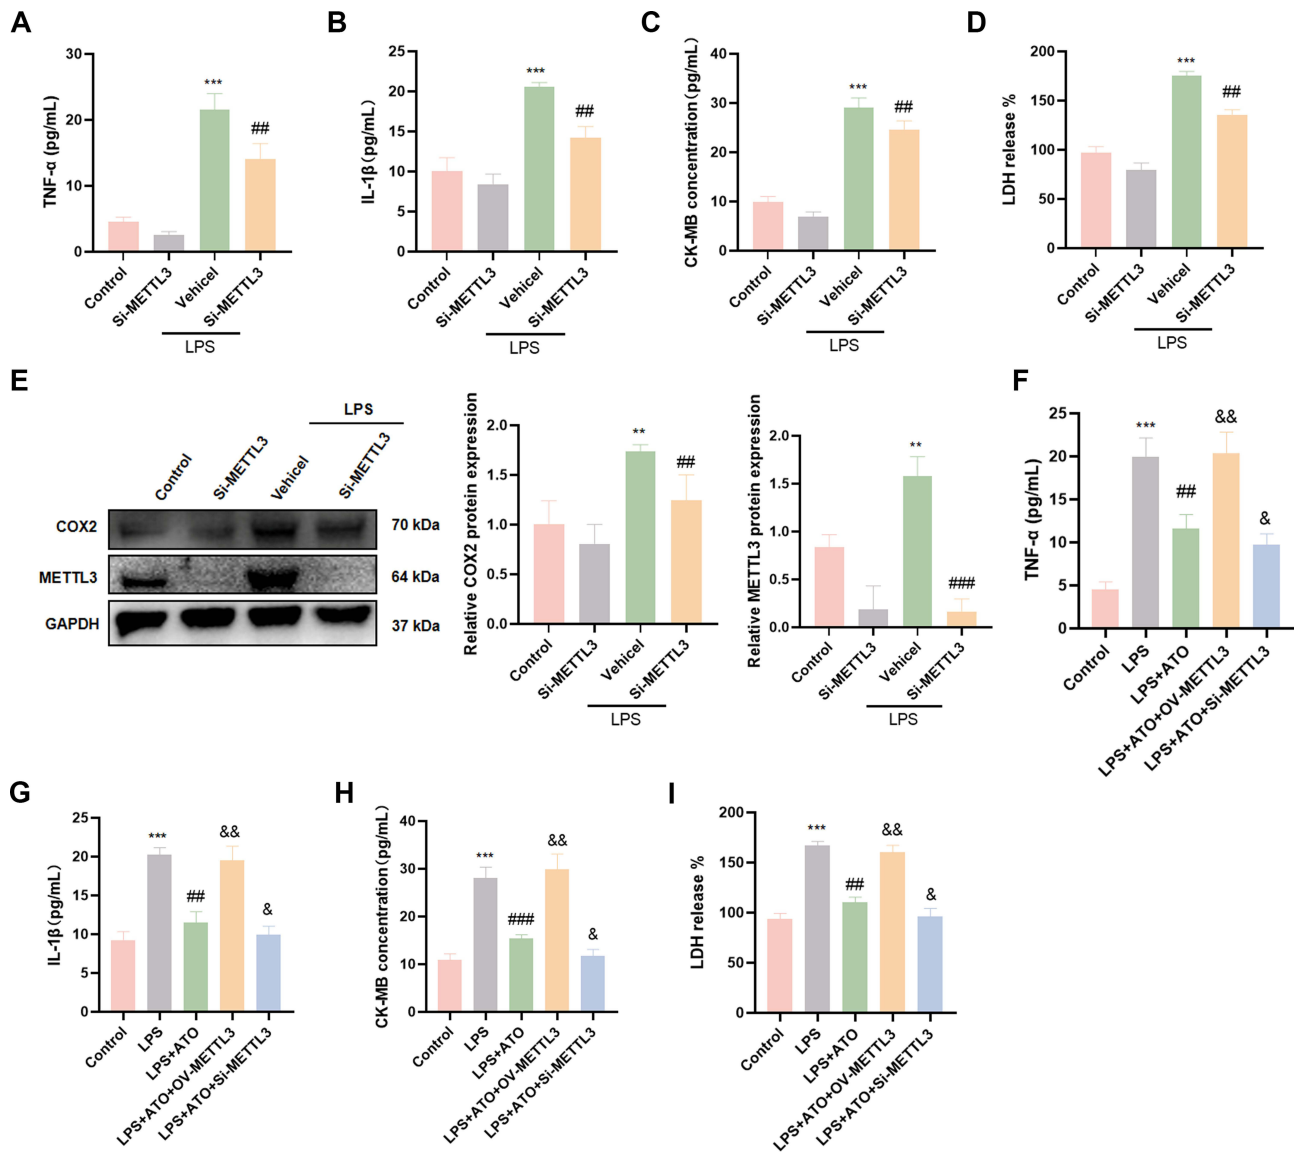 A
TNF-α (pg/mL)
30
20
10
0
***
##
Control
Si-METTL3
Vehicel
Si-METTL3
LPS
B
IL-1β(pg/mL)
25
20
15
10
5
0
***
##
Control
Si-METTL3
Vehicel
Si-METTL3
LPS
C
CK-MB concentration(pg/mL)
40
30
20
10
0
***
##
Control
Si-METTL3
Vehicel
Si-METTL3
LPS
D
LDH release %
200
150
100
50
0
***
##
Control
Si-METTL3
Vehicel
Si-METTL3
LPS
E
LPS
Control
Si-METTL3
Vehicel
Si-METTL3
COX2
70 kDa
METTL3
64 kDa
GAPDH
37 kDa
Relative COX2 protein expression
2.0
1.5
1.0
0.5
0.0
**
##
Control
Si-METTL3
Vehicel
Si-METTL3
LPS
Relative METTL3 protein expression
2.0
1.5
1.0
0.5
0.0
**
###
Control
Si-METTL3
Vehicel
Si-METTL3
LPS
F
TNF-α (pg/mL)
25
20
15
10
5
0
***
##
&&
&
Control
LPS
LPS+ATO
LPS+ATO+OV-METTL3
LPS+ATO+Si-METTL3
G
IL-1β(pg/mL)
25
20
15
10
5
0
***
##
&&
&
Control
LPS
LPS+ATO
LPS+ATO+OV-METTL3
LPS+ATO+Si-METTL3
H
CK-MB concentration(pg/mL)
40
30
20
10
0
***
###
&&
&
Control
LPS
LPS+ATO
LPS+ATO+OV-METTL3
LPS+ATO+Si-METTL3
I
LDH release %
200
150
100
50
0
***
##
&&
&
Control
LPS
LPS+ATO
LPS+ATO+OV-METTL3
LPS+ATO+Si-METTL3